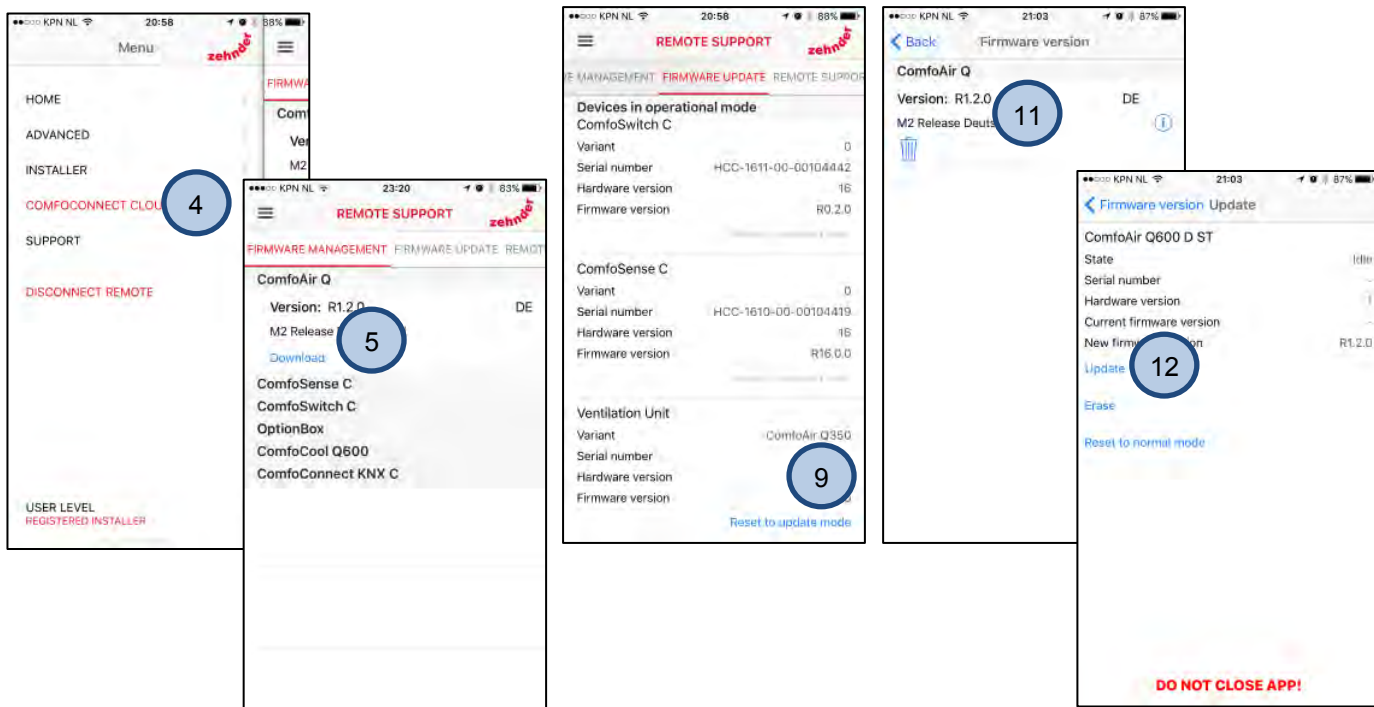 KPN NL 20:58
Menu
zehnder
HOME
ADVANCED
INSTALLER
COMFOCONNECT CLOU
4
SUPPORT
DISCONNECT REMOTE
USER LEVEL
REGISTERED INSTALLER
88%
FIRMWA
Com
Ver
M2
KPN NL 23:20 83%
REMOTE SUPPORT
zehnder
FIRMWARE MANAGEMENT FIRMWARE UPDATE REMOT
ComfoAir Q
Version: R1.2.0 DE
M2 Release
5
Download
ComfoSense C
ComfoSwitch C
OptionBox
ComfoCool Q600
ComfoConnect KNX C
KPN NL 20:58 88%
REMOTE SUPPORT
zehnder
E MANAGEMENT FIRMWARE UPDATE REMOTE SUPPOR
Devices in operational mode
ComfoSwitch C
Variant 0
Serial number HCC-1611-00-00104442
Hardware version 16
Firmware version R0.2.0
ComfoSense C
Variant 0
Serial number HCC-1610-00-00104419
Hardware version 16
Firmware version R16.0.0
Ventilation Unit
Variant ComfoAir Q350
Serial number
Hardware version
9
Firmware version
Reset to update mode
KPN NL 21:03 87%
Back Firmware version
ComfoAir Q
Version: R1.2.0 DE
11
M2 Release Deuts
KPN NL 21:03 87%
Firmware version Update
ComfoAir Q600 D ST
State Idle
Serial number -
Hardware version
Current firmware version -
New firmw on R1.2.0
12
Update
Erase
Reset to normal mode
DO NOT CLOSE APP!